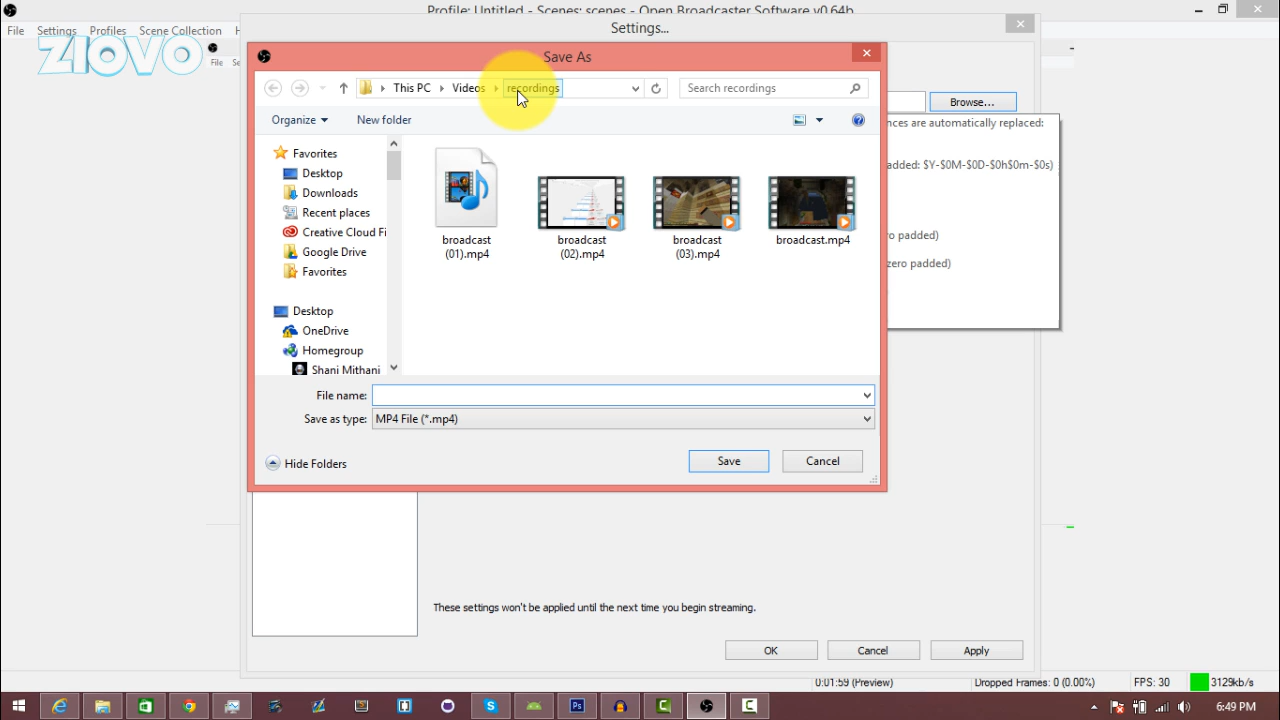 Profile: Untitled - Scenes: scenes - Open Broadcaster Software v0.64b
File Settings Profiles Scene Collection H
Settings...
ZIOVO
File Se
Save As
This PC Videos recordings
Search recordings
Browse...
Organize New folder
nces are automatically replaced:
Favorites
Desktop
Downloads
Recent places
Creative Cloud Fi
Google Drive
Favorites
Desktop
OneDrive
Homegroup
Shani Mithani
broadcast (01).mp4
broadcast (02).mp4
broadcast (03).mp4
broadcast.mp4
added: $Y-$0M-$0D-$0h$0m-$0s)
ro padded)
zero padded)
File name:
Save as type: MP4 File (*.mp4)
Hide Folders
Save Cancel
These settings won't be applied until the next time you begin streaming.
OK Cancel Apply
0:01:59 (Preview) Dropped Frames: 0 (0.00%) FPS: 30 3129kb/s
6:49 PM